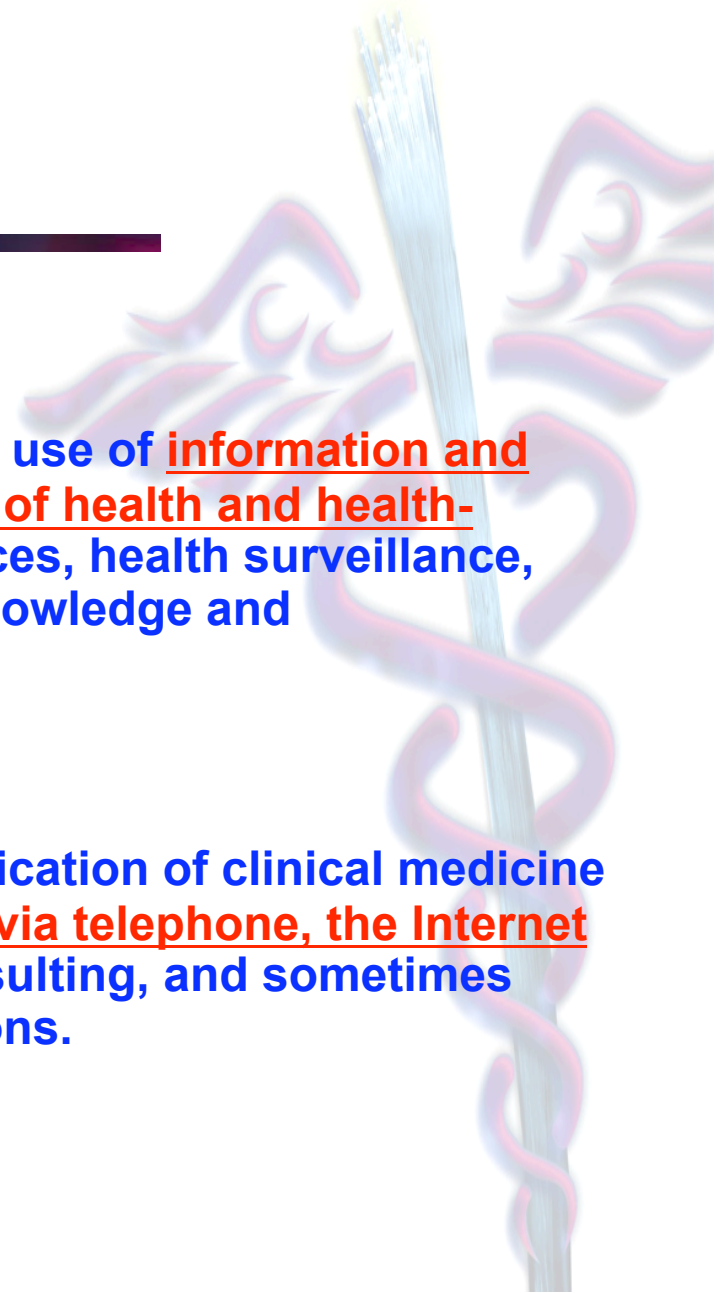 use of information and
of health and health-
ces, health surveillance,
owledge and
ication of clinical medicine
via telephone, the Internet
sulting, and sometimes
ons.